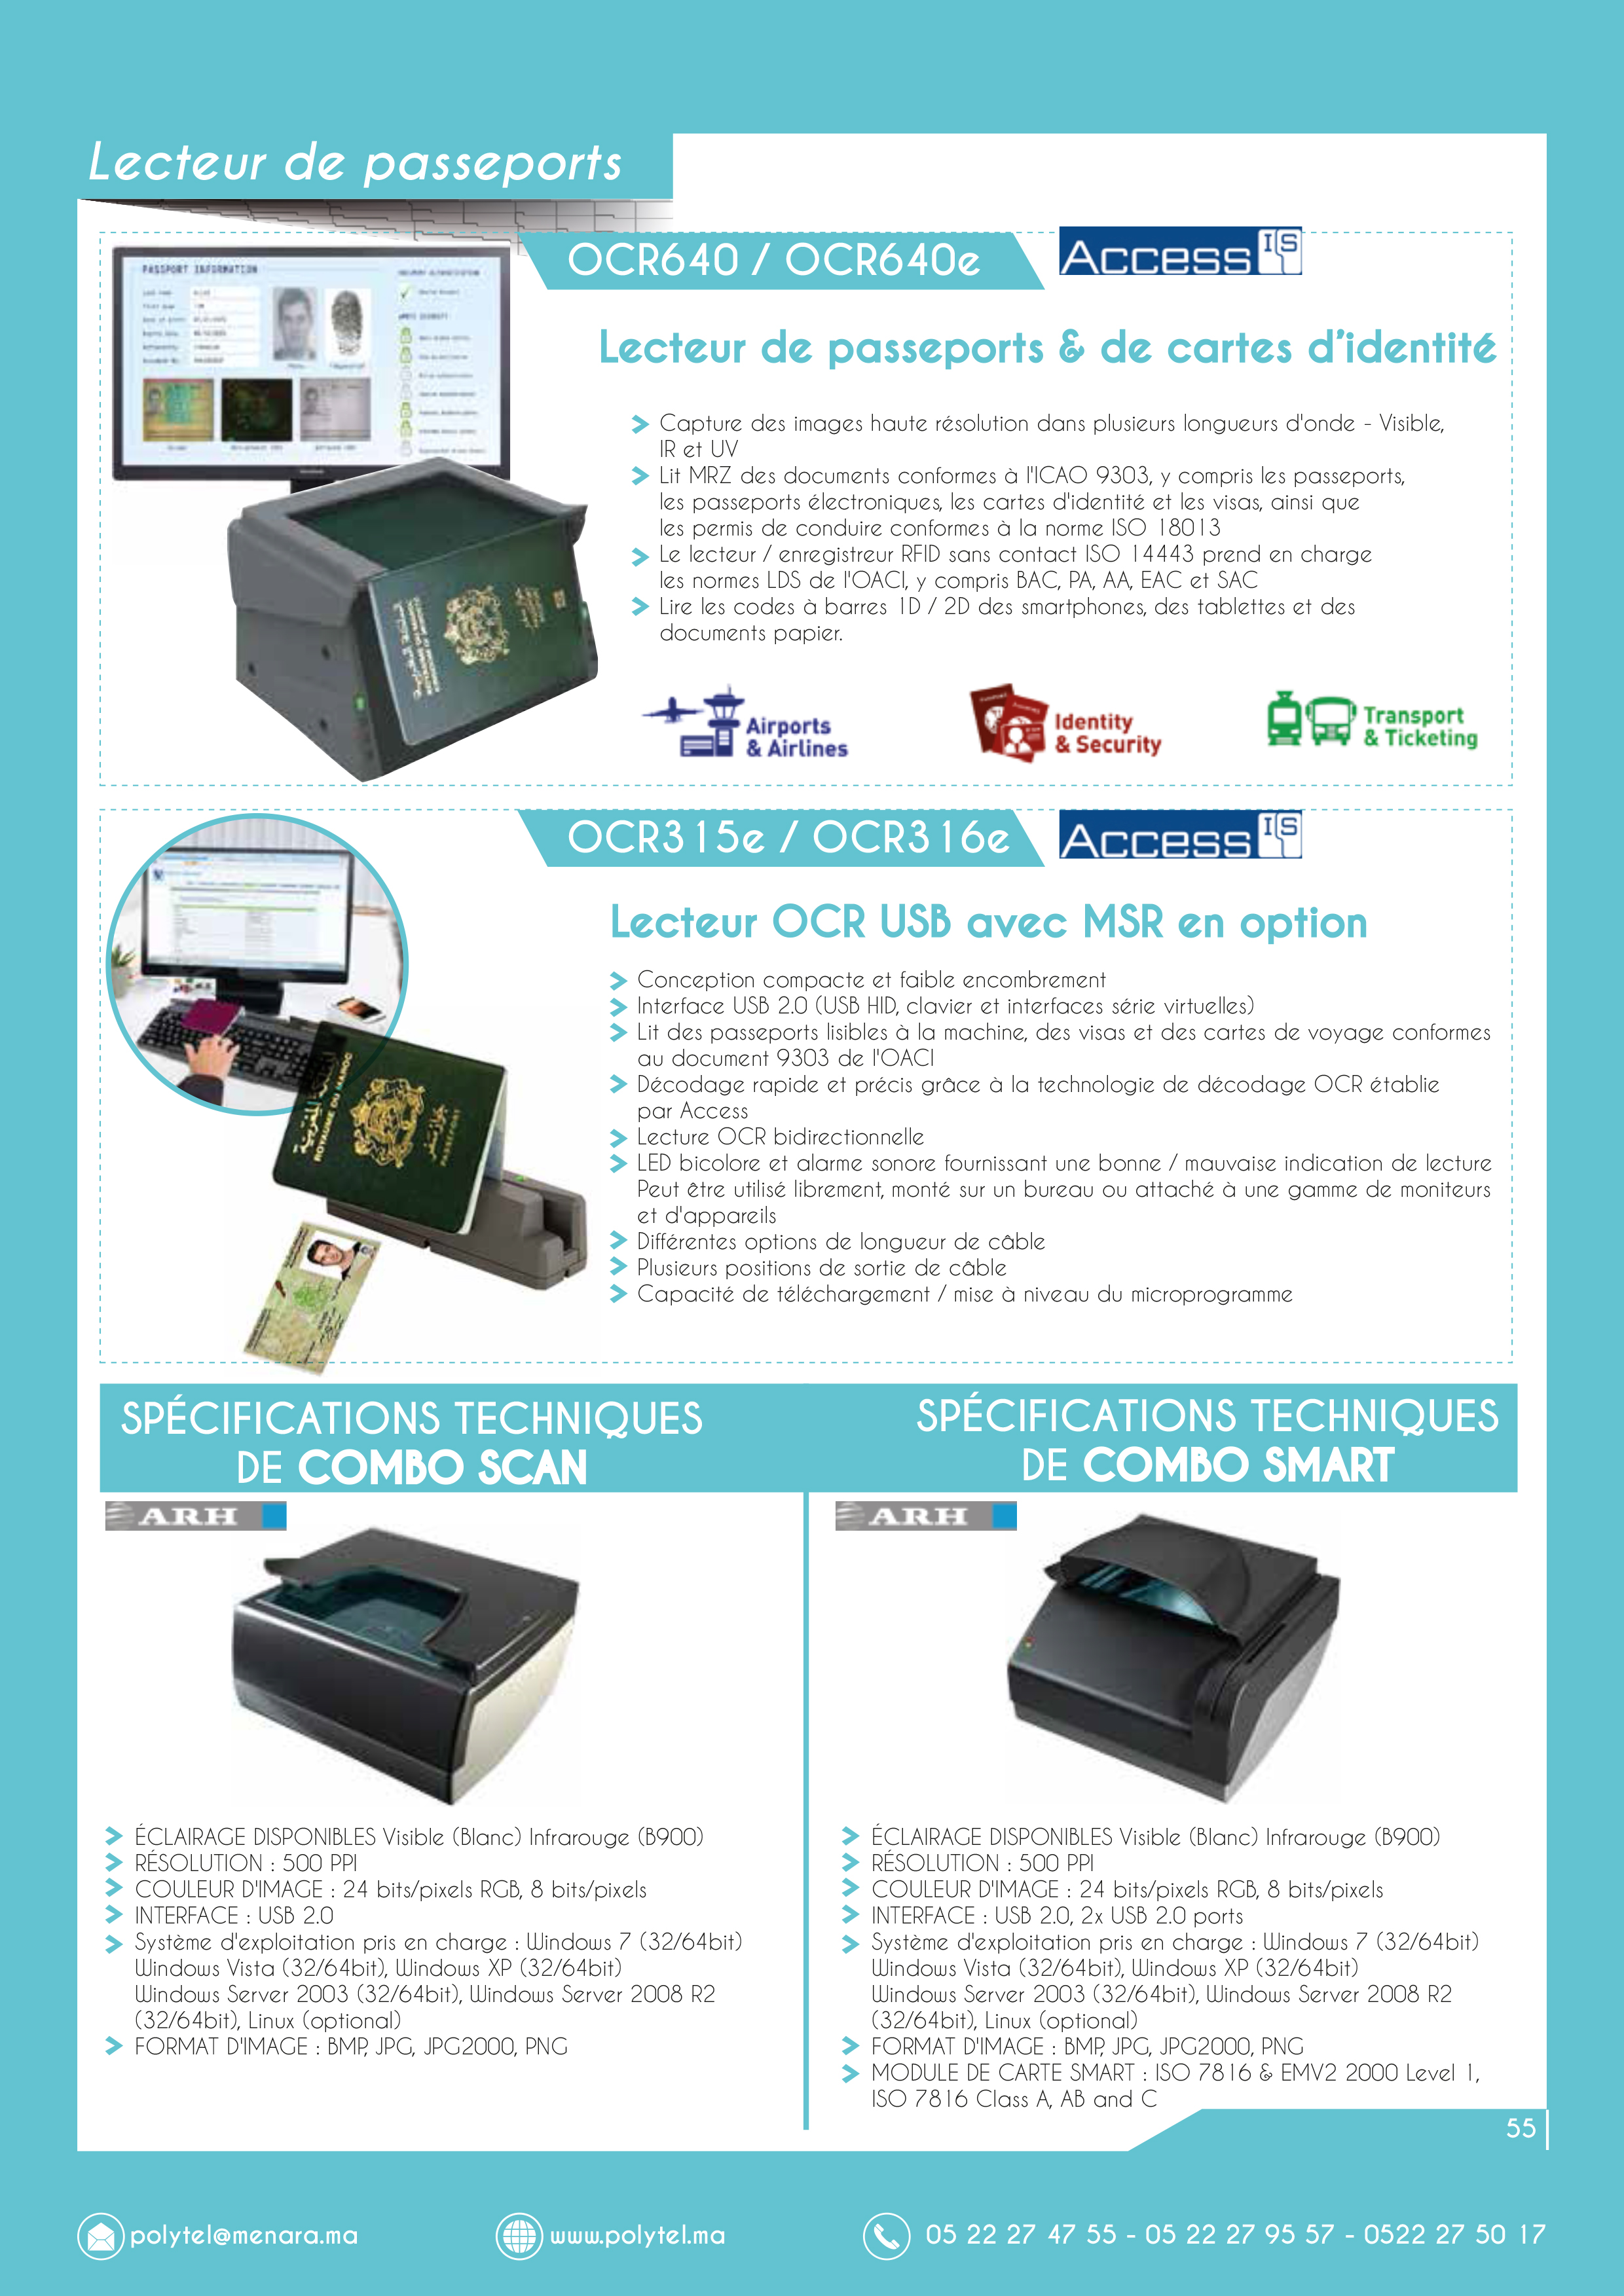 Lecteur de passeports
OCR640 / OCR640e
Access IS
PASSPORT INFORMATION
Lecteur de passeports & de cartes d'identité
Capture des images haute résolution dans plusieurs longueurs d'onde - Visible,
IR et UV
Lit MRZ des documents conformes à l'ICAO 9303, y compris les passeports,
les passeports électroniques, les cartes d'identité et les visas, ainsi que
les permis de conduire conformes à la norme ISO 18013
Le lecteur / enregistreur RFID sans contact ISO 14443 prend en charge
les normes LDS de l'OACI, y compris BAC, PA, AA, EAC et SAC
Lire les codes à barres 1D / 2D des smartphones, des tablettes et des
documents papier.
Airports
& Airlines
Identity
& Security
Transport
& Ticketing
OCR315e / OCR316e
Access IS
Lecteur OCR USB avec MSR en option
Conception compacte et faible encombrement
Interface USB 2.0 (USB HID, clavier et interfaces série virtuelles)
Lit des passeports lisibles à la machine, des visas et des cartes de voyage conformes
au document 9303 de l'OACI
Décodage rapide et précis grâce à la technologie de décodage OCR établie
par Access
Lecture OCR bidirectionnelle
LED bicolore et alarme sonore fournissant une bonne / mauvaise indication de lecture
Peut être utilisé librement, monté sur un bureau ou attaché à une gamme de moniteurs
et d'appareils
Différentes options de longueur de câble
Plusieurs positions de sortie de câble
Capacité de téléchargement / mise à niveau du microprogramme
ROYAUME DU MAROC
PASSEPORT
SPÉCIFICATIONS TECHNIQUES
DE COMBO SCAN
ARH
ÉCLAIRAGE DISPONIBLES Visible (Blanc) Infrarouge (B900)
RÉSOLUTION : 500 PPI
COULEUR D'IMAGE : 24 bits/pixels RGB, 8 bits/pixels
INTERFACE : USB 2.0
Système d'exploitation pris en charge : Windows 7 (32/64bit)
Windows Vista (32/64bit), Windows XP (32/64bit)
Windows Server 2003 (32/64bit), Windows Server 2008 R2
(32/64bit), Linux (optional)
FORMAT D'IMAGE : BMP, JPG, JPG2000, PNG
SPÉCIFICATIONS TECHNIQUES
DE COMBO SMART
ARH
ÉCLAIRAGE DISPONIBLES Visible (Blanc) Infrarouge (B900)
RÉSOLUTION : 500 PPI
COULEUR D'IMAGE : 24 bits/pixels RGB, 8 bits/pixels
INTERFACE : USB 2.0, 2x USB 2.0 ports
Système d'exploitation pris en charge : Windows 7 (32/64bit)
Windows Vista (32/64bit), Windows XP (32/64bit)
Windows Server 2003 (32/64bit), Windows Server 2008 R2
(32/64bit), Linux (optional)
FORMAT D'IMAGE : BMP, JPG, JPG2000, PNG
MODULE DE CARTE SMART : ISO 7816 & EMV2 2000 Level 1,
ISO 7816 Class A, AB and C
55
polytel@menara.ma
www.polytel.ma
05 22 27 47 55 - 05 22 27 95 57 - 0522 27 50 17